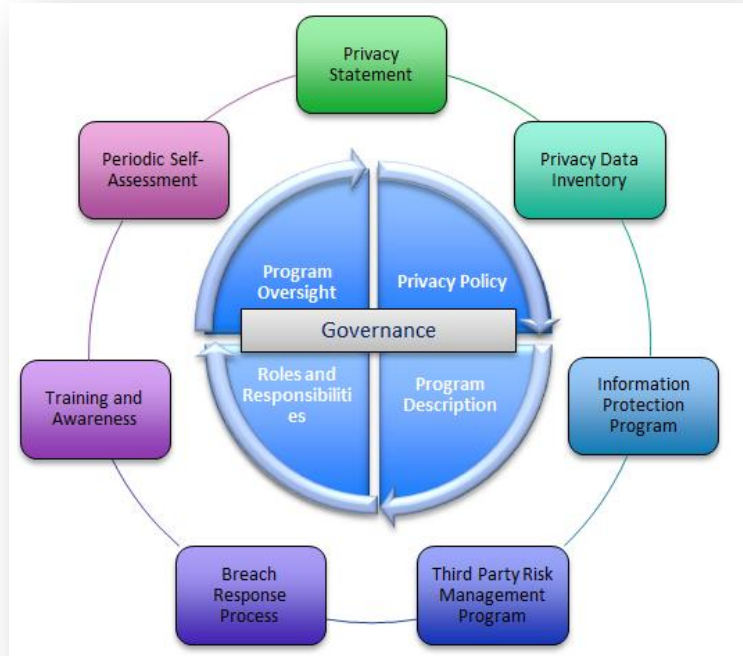 Privacy
Statement
Periodic Self-
Assessment
Privacy Data
Inventory
Program
Oversight
Privacy Policy
Governance
Roles and
Responsibiliti
es
Program
Description
Training and
Awareness
Information
Protection
Program
Breach
Response
Process
Third Party Risk
Management
Program